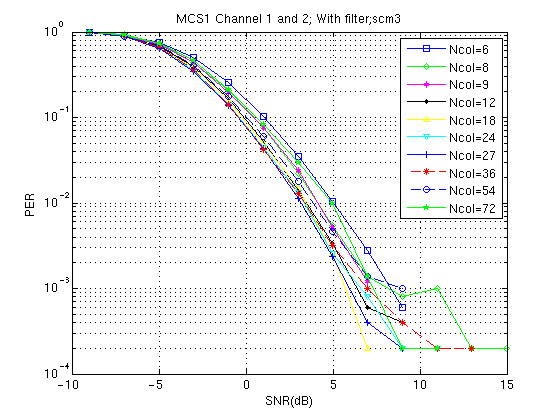 MCS1 Channel 1 and 2; With filter;scm3
10^0
10^-1
10^-2
10^-3
10^-4
PER
Ncol=6
Ncol=8
Ncol=9
Ncol=12
Ncol=18
Ncol=24
Ncol=27
Ncol=36
Ncol=54
Ncol=72
-10
-5
0
5
10
15
SNR(dB)